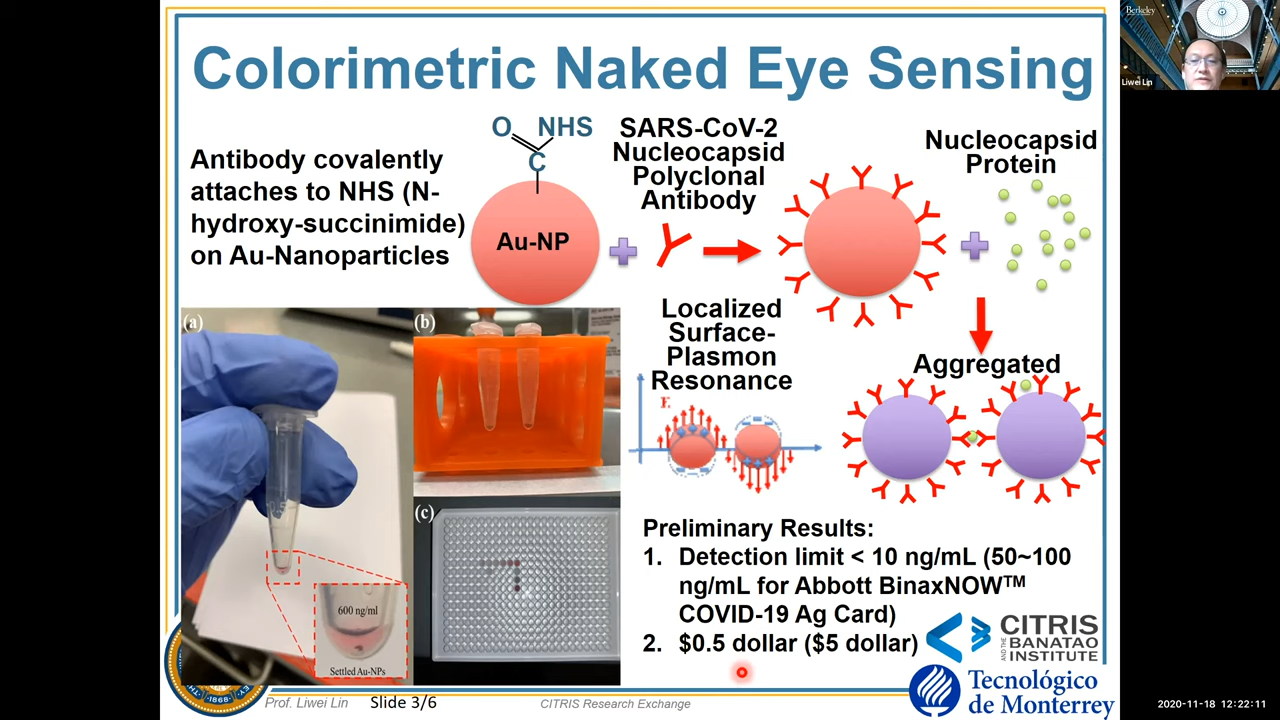 Colorimetric Naked Eye Sensing
Antibody covalently
attaches to NHS (N-
hydroxy-succinimide)
on Au-Nanoparticles
O NHS
C
Au-NP
SARS-CoV-2
Nucleocapsid
Polyclonal
Antibody
Nucleocapsid
Protein
Localized
Surface-
Plasmon
Resonance
E
Aggregated
(a)
(b)
(c)
600 ng/ml
Settled Au-NPs
Preliminary Results:
1. Detection limit < 10 ng/mL (50~100
ng/mL for Abbott BinaxNOW™
COVID-19 Ag Card)
2. $0.5 dollar ($5 dollar)
CITRIS
AND THE
BANATAO
INSTITUTE
Tecnológico
de Monterrey
1868
Prof. Liwei Lin
Slide 3/6
CITRIS Research Exchange
Berkeley
Liwei Lin
2020-11-18 12:22:11